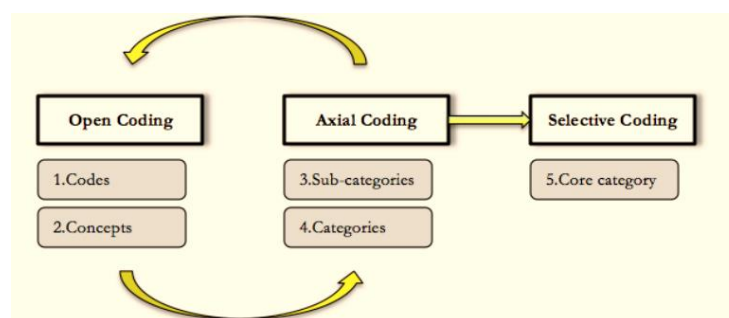 Open Coding
Axial Coding
Selective Coding
1.Codes
3.Sub-categories
5.Core category
2.Concepts
4.Categories